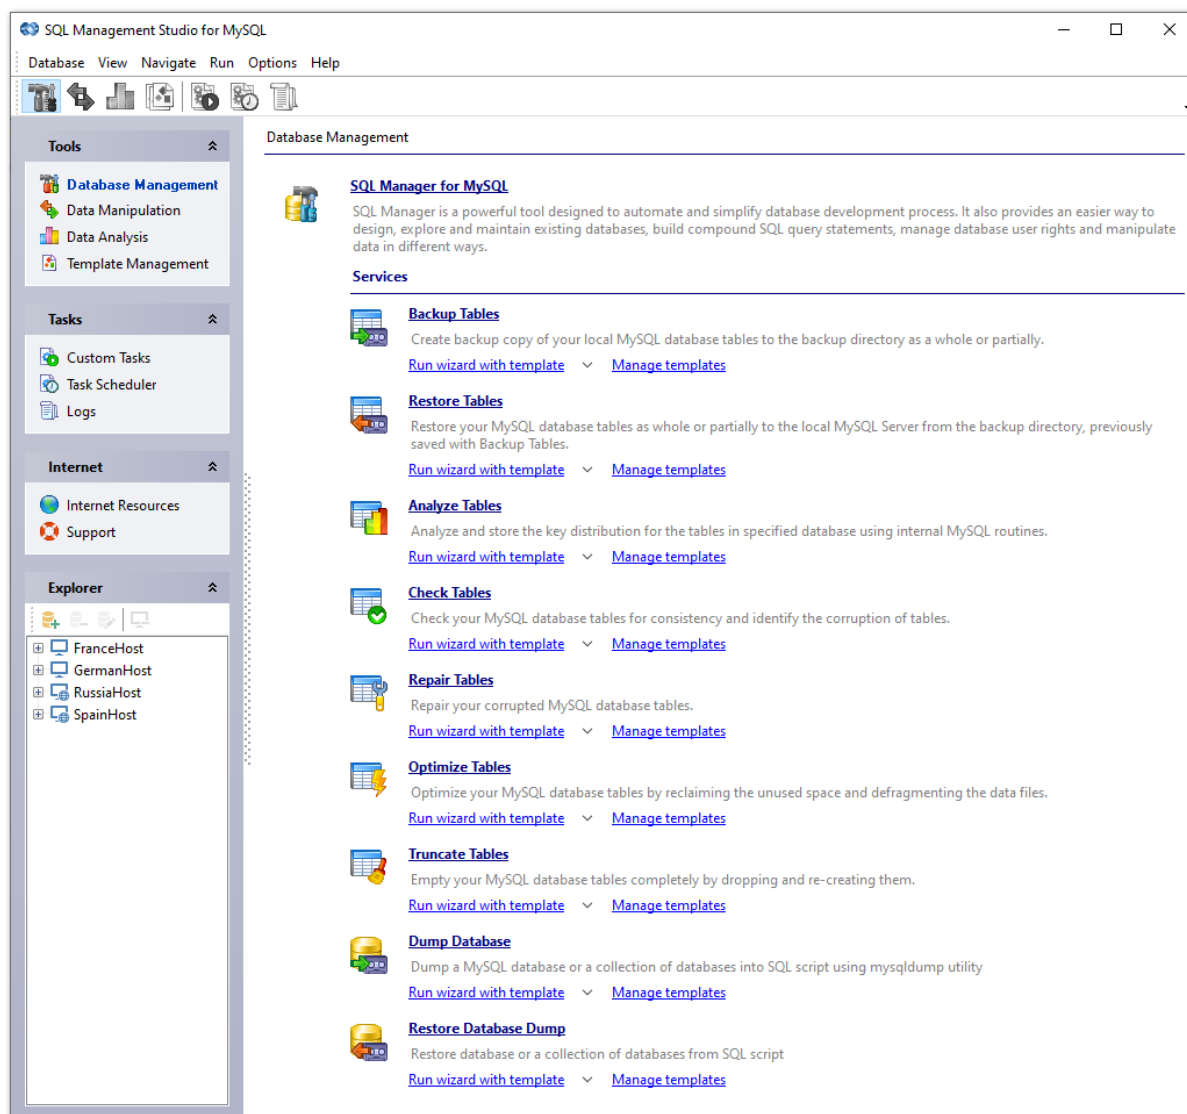 SQL Management Studio for MySQL
Database View Navigate Run Options Help
Tools
Database Management
Data Manipulation
Data Analysis
Template Management
Tasks
Custom Tasks
Task Scheduler
Logs
Internet
Internet Resources
Support
Explorer
FranceHost
GermanHost
RussiaHost
SpainHost
Database Management
SQL Manager for MySQL
SQL Manager is a powerful tool designed to automate and simplify database development process. It also provides an easier way to
design, explore and maintain existing databases, build compound SQL query statements, manage database user rights and manipulate
data in different ways.
Services
Backup Tables
Create backup copy of your local MySQL database tables to the backup directory as a whole or partially.
Run wizard with template Manage templates
Restore Tables
Restore your MySQL database tables as whole or partially to the local MySQL Server from the backup directory, previously
saved with Backup Tables.
Run wizard with template Manage templates
Analyze Tables
Analyze and store the key distribution for the tables in specified database using internal MySQL routines.
Run wizard with template Manage templates
Check Tables
Check your MySQL database tables for consistency and identify the corruption of tables.
Run wizard with template Manage templates
Repair Tables
Repair your corrupted MySQL database tables.
Run wizard with template Manage templates
Optimize Tables
Optimize your MySQL database tables by reclaiming the unused space and defragmenting the data files.
Run wizard with template Manage templates
Truncate Tables
Empty your MySQL database tables completely by dropping and re-creating them.
Run wizard with template Manage templates
Dump Database
Dump a MySQL database or a collection of databases into SQL script using mysqldump utility
Run wizard with template Manage templates
Restore Database Dump
Restore database or a collection of databases from SQL script
Run wizard with template Manage templates